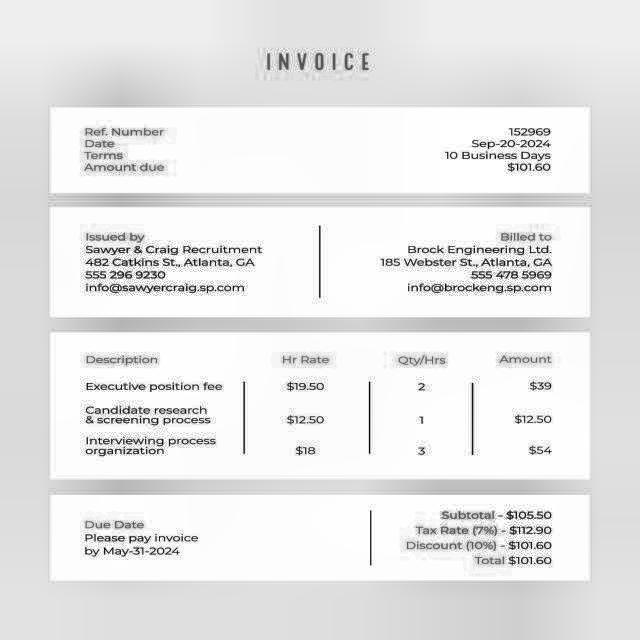 INVOICE
Ref. Number 152969
Date Sep-20-2024
Terms 10 Business Days
Amount due $101.60
Issued by
Sawyer & Craig Recruitment
482 Catkins St., Atlanta, GA
555 296 9230
info@sawyercraig.sp.com
Billed to
Brock Engineering Ltd.
185 Webster St., Atlanta, GA
555 478 5969
info@brockeng.sp.com
Description Hr Rate Qty/Hrs Amount
Executive position fee $19.50 2 $39
Candidate research
& screening process $12.50 1 $12.50
Interviewing process
organization $18 3 $54
Due Date
Please pay invoice
by May-31-2024
Subtotal - $105.50
Tax Rate (7%) - $112.90
Discount (10%) - $101.60
Total $101.60